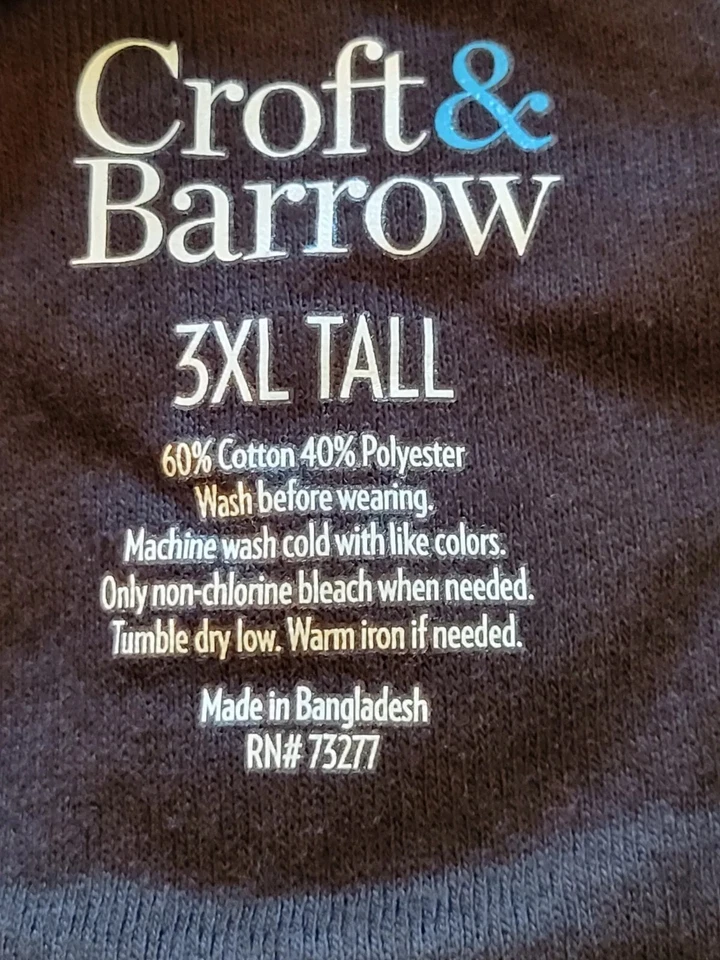 Croft &
Barrow
3XL TALL
60% Cotton 40% Polyester
Wash before wearing.
Machine wash cold with like colors.
Only non-chlorine bleach when needed.
Tumble dry low. Warm iron if needed.
Made in Bangladesh
RN# 73277